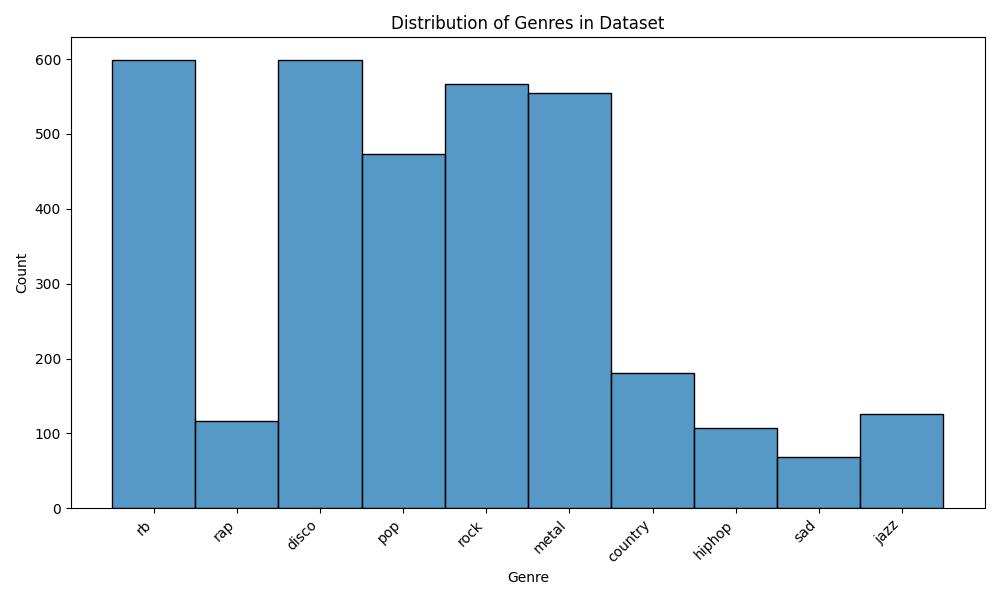 Distribution of Genres in Dataset
600
500
400
300
200
100
0
Count
rb
rap
disco
pop
rock
metal
country
hiphop
sad
jazz
Genre